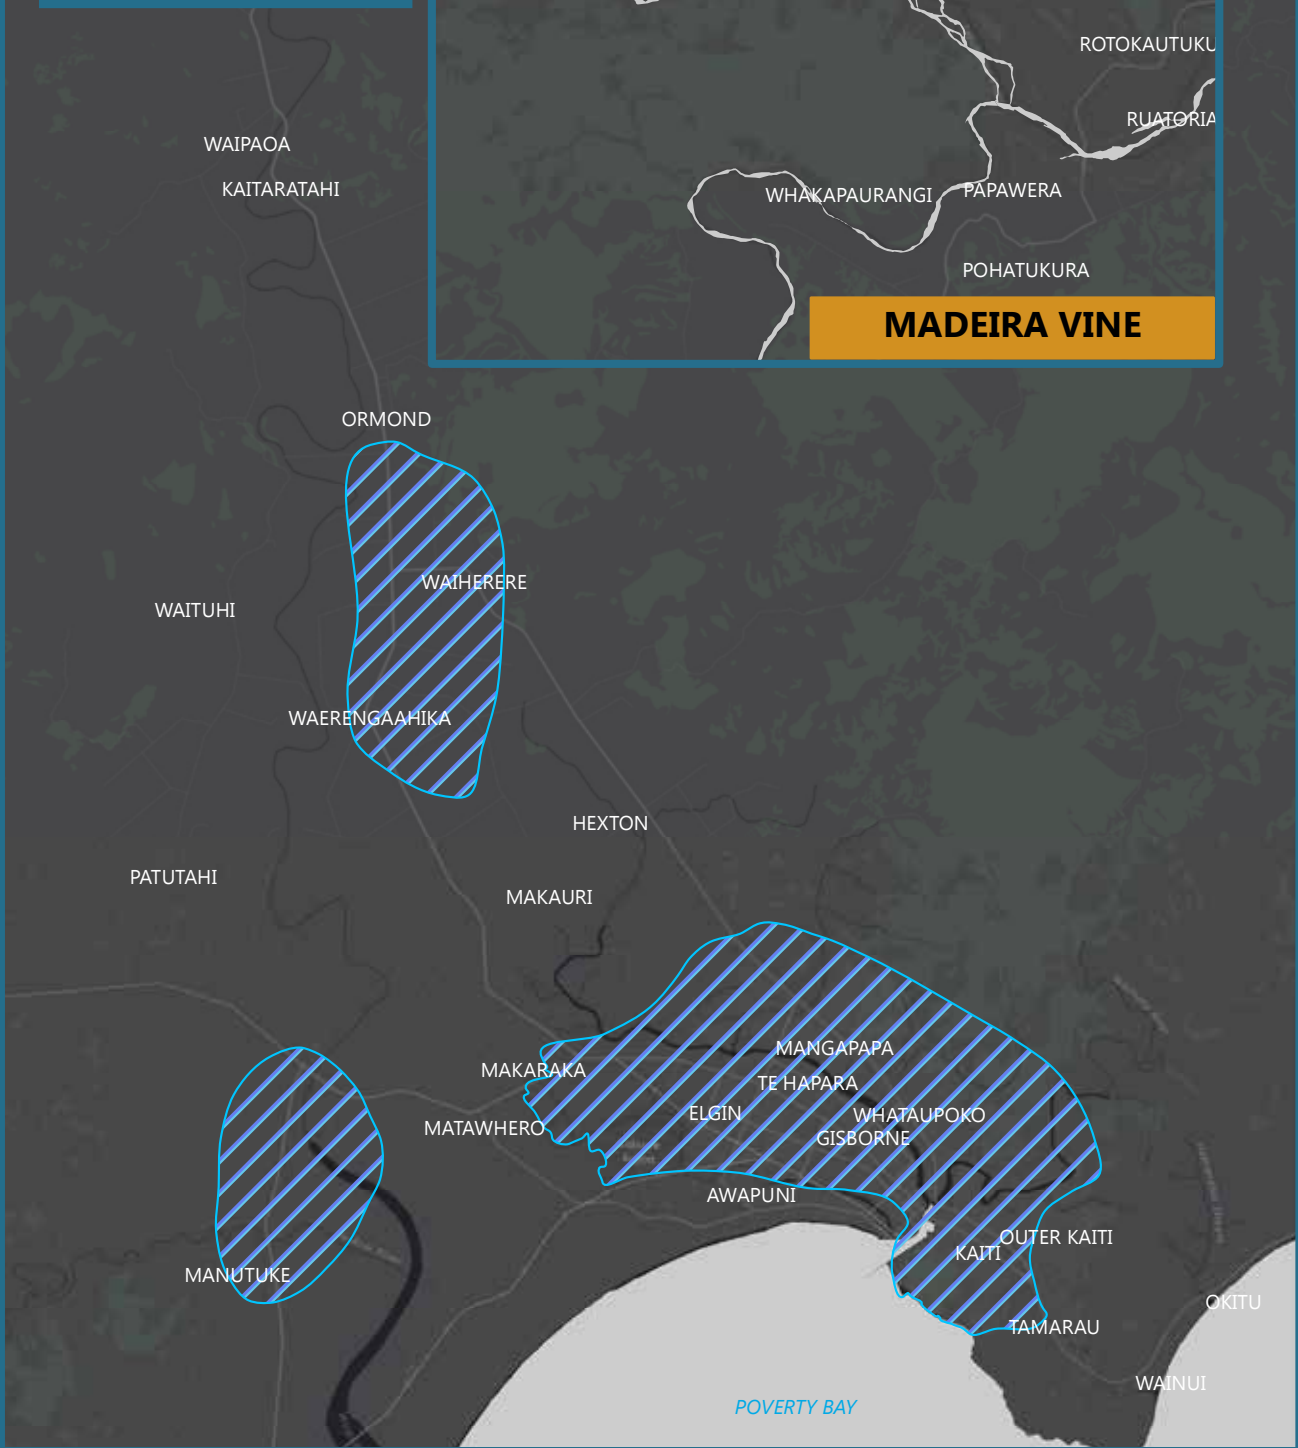 ROTOKAUTUKU
RUATORIA
WHAKAPAURANGI
PAPAWERA
POHATUKURA
MADEIRA VINE
WAIPAOA
KAITARATAHI
ORMOND
WAIHERERE
WAITUHI
WAERENGAAHIKA
HEXTON
PATUTAHI
MAKAURI
MANGAPAPA
MAKARAKA
TE HAPARA
ELGIN
WHATAUPOKO
MATAWHERO
GISBORNE
AWAPUNI
OUTER KAITI
KAITI
MANUTUKE
OKITU
TAMARAU
WAINUI
POVERTY BAY